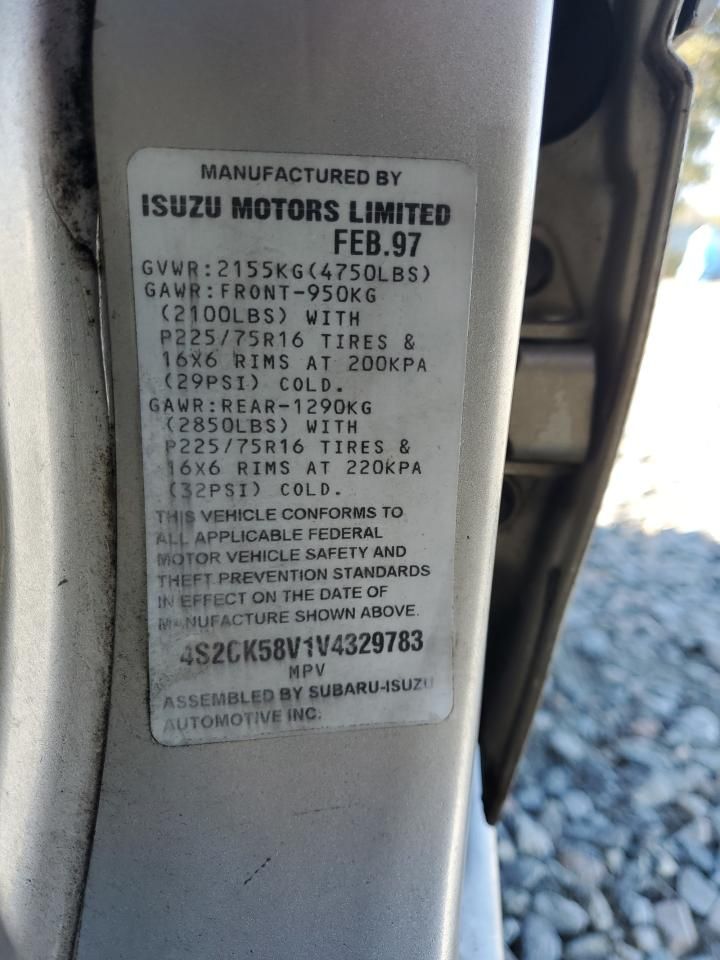 MANUFACTURED BY
ISUZU MOTORS LIMITED
FEB.97
GVWR:2155KG(4750LBS)
GAWR:FRONT-950KG
(2100LBS) WITH
P225/75R16 TIRES &
16X6 RIMS AT 200KPA
(29PSI) COLD.
GAWR:REAR-1290KG
(2850LBS) WITH
P225/75R16 TIRES &
16X6 RIMS AT 220KPA
(32PSI) COLD.
THIS VEHICLE CONFORMS TO
ALL APPLICABLE FEDERAL
MOTOR VEHICLE SAFETY AND
THEFT PREVENTION STANDARDS
IN EFFECT ON THE DATE OF
MANUFACTURE SHOWN ABOVE.
4S2CK58V1V4329783
MPV
ASSEMBLED BY SUBARU-ISUZU
AUTOMOTIVE INC.